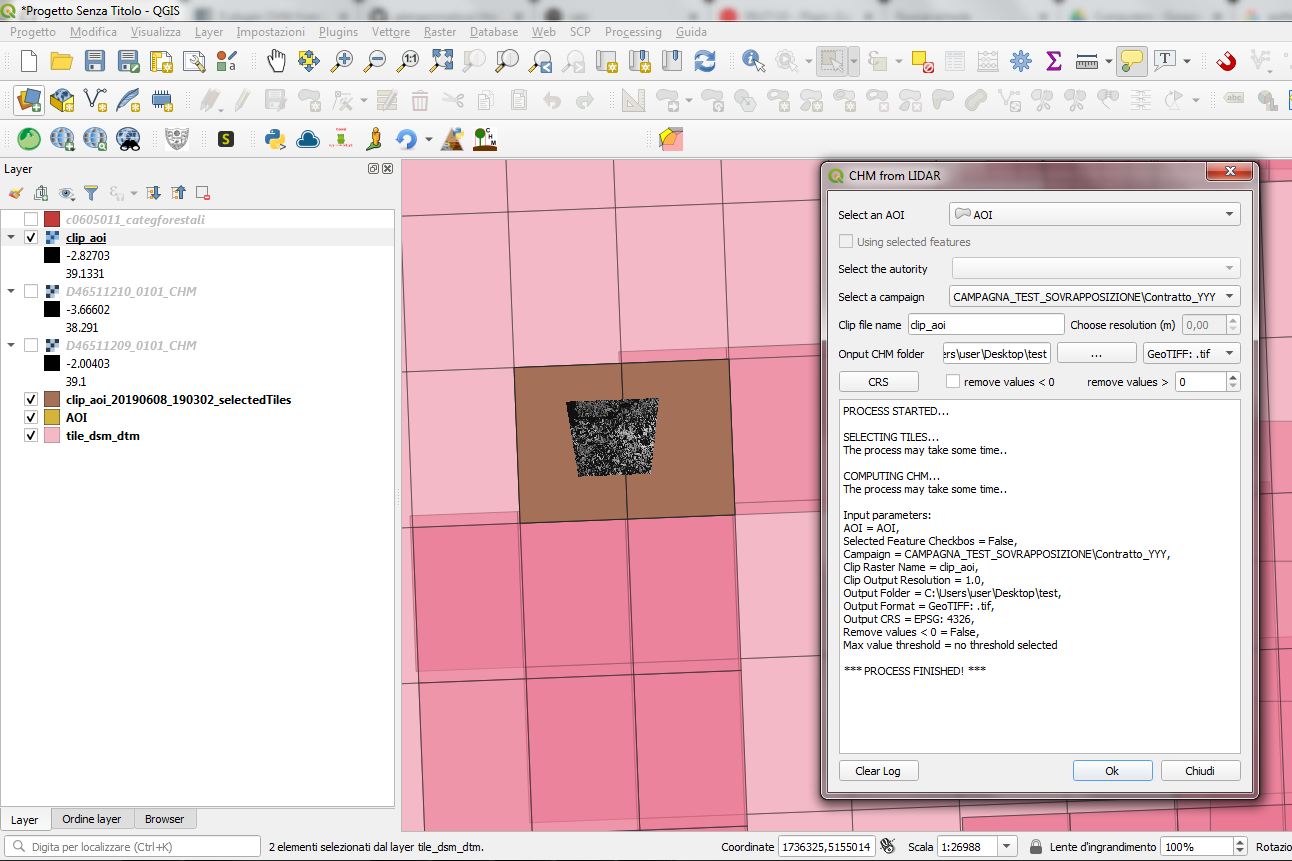 *Progetto Senza Titolo - QGIS
Progetto Modifica Visualizza Layer Impostazioni Plugins Vettore Raster Database Web SCP Processing Guida
1:1
T
abc
S
CHM
Layer
c0605011_categforestali
clip_aoi
-2.82703
39.1331
D46511210_0101_CHM
-3.66602
38.291
D46511209_0101_CHM
-2.00403
39.1
clip_aoi_20190608_190302_selectedTiles
AOI
tile_dsm_dtm
CHM from LIDAR
Select an AOI AOI
Using selected features
Select the autority
Select a campaign CAMPAGNA_TEST_SOVRAPPOSIZIONE\Contratto_YYY
Clip file name clip_aoi Choose resolution (m) 0,00
Onput CHM folder ers\user\Desktop\test ... GeoTIFF: .tif
CRS remove values < 0 remove values > 0
PROCESS STARTED...
SELECTING TILES...
The process may take some time..
COMPUTING CHM...
The process may take some time..
Input parameters:
AOI = AOI,
Selected Feature Checkbos = False,
Campaign = CAMPAGNA_TEST_SOVRAPPOSIZIONE\Contratto_YYY,
Clip Raster Name = clip_aoi,
Clip Output Resolution = 1.0,
Output Folder = C:\Users\user\Desktop\test,
Output Format = GeoTIFF: .tif,
Output CRS = EPSG: 4326,
Remove values < 0 = False,
Max value threshold = no threshold selected
*** PROCESS FINISHED! ***
Clear Log Ok Chiudi
Layer Ordine layer Browser
Digita per localizzare (Ctrl+K) 2 elementi selezionati dal layer tile_dsm_dtm. Coordinate 1736325,5155014 Scala 1:26988 Lente d'ingrandimento 100% Rotazio